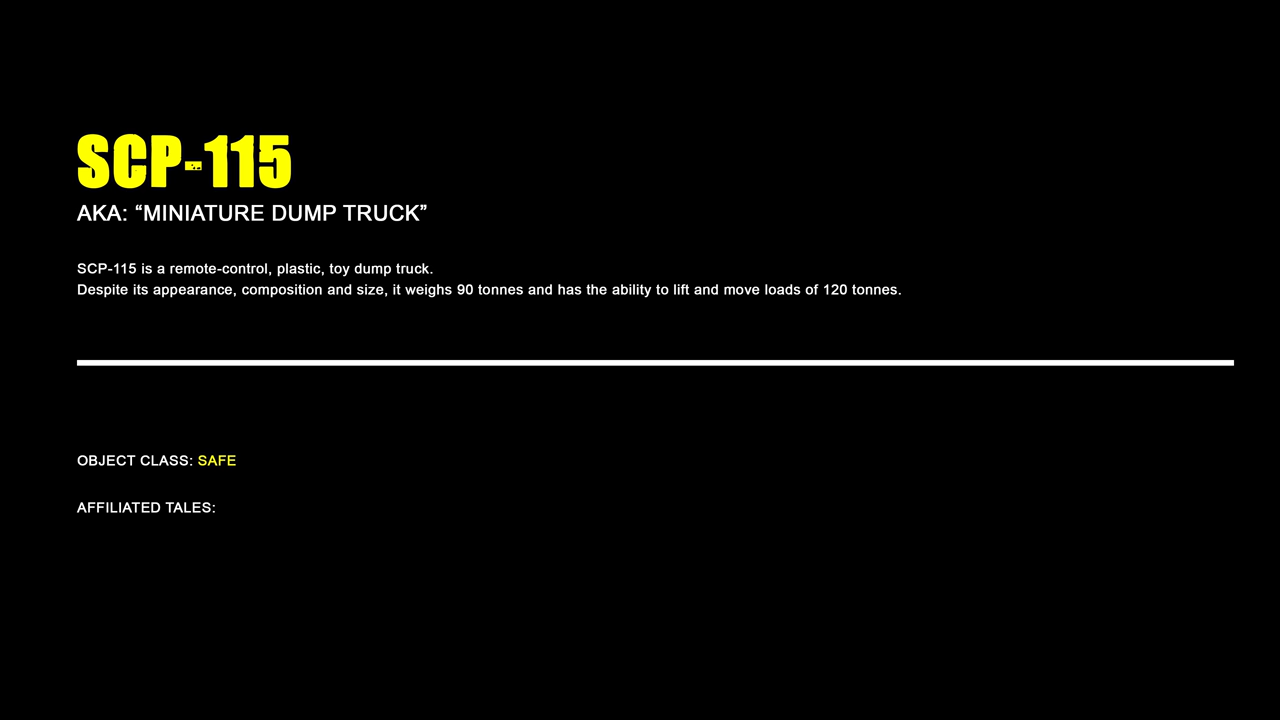 SCP-115
AKA: “MINIATURE DUMP TRUCK”
SCP-115 is a remote-control, plastic, toy dump truck.
Despite its appearance, composition and size, it weighs 90 tonnes and has the ability to lift and move loads of 120 tonnes.
OBJECT CLASS: SAFE
AFFILIATED TALES: